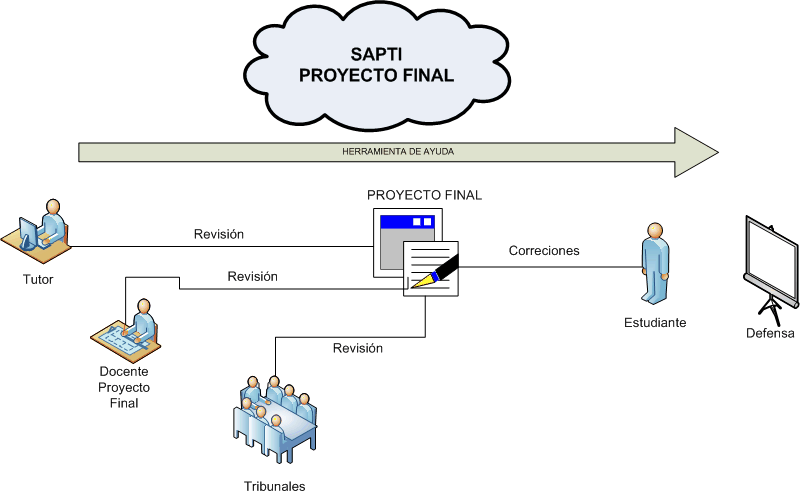 SAPTI
PROYECTO FINAL
HERRAMIENTA DE AYUDA
PROYECTO FINAL
Revisión
Correciones
Tutor
Revisión
Estudiante
Defensa
Revisión
Docente
Proyecto
Final
Tribunales